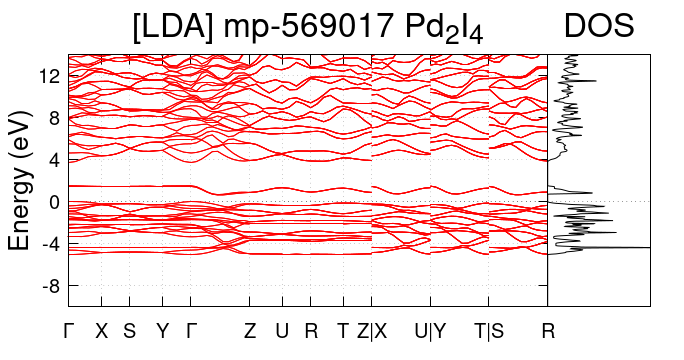 [LDA] mp-569017 Pd₂I₄ DOS
Energy (eV)
12
8
4
0
-4
-8
Γ X S Y Γ Z U R T Z|X U|Y T|S R